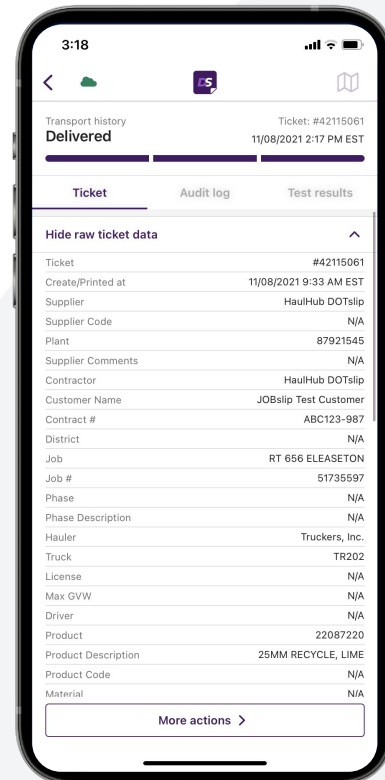 3:18
DS
Transport history Ticket: #42115061
Delivered 11/08/2021 2:17 PM EST
Ticket Audit log Test results
Hide raw ticket data
Ticket #42115061
Create/Printed at 11/08/2021 9:33 AM EST
Supplier HaulHub DOTslip
Supplier Code N/A
Plant 87921545
Supplier Comments N/A
Contractor HaulHub DOTslip
Customer Name JOBslip Test Customer
Contract # ABC123-987
District N/A
Job RT 656 ELEASETON
Job # 51735597
Phase N/A
Phase Description N/A
Hauler Truckers, Inc.
Truck TR202
License N/A
Max GVW N/A
Driver N/A
Product 22087220
Product Description 25MM RECYCLE, LIME
Product Code N/A
Material N/A
More actions